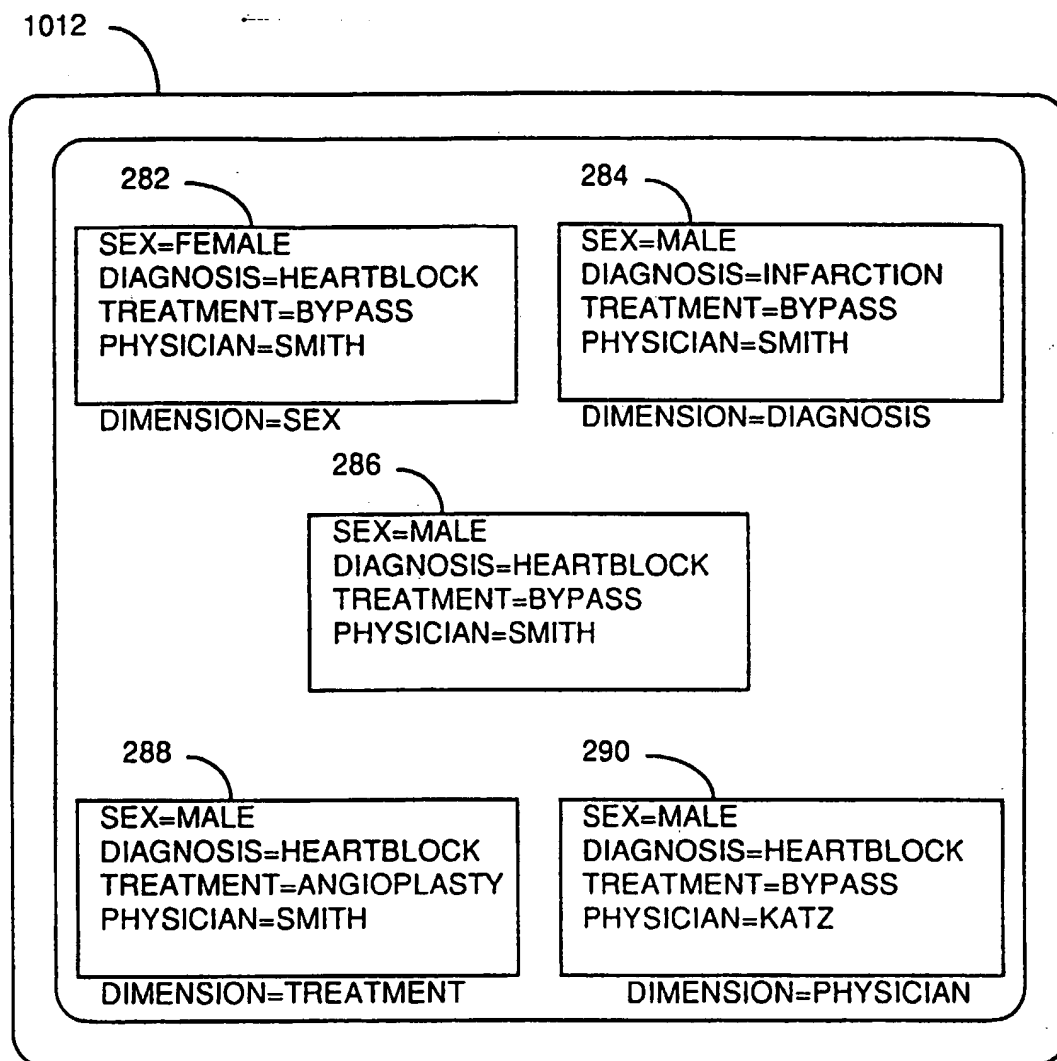 1012
282
SEX=FEMALE
DIAGNOSIS=HEARTBLOCK
TREATMENT=BYPASS
PHYSICIAN=SMITH
DIMENSION=SEX
284
SEX=MALE
DIAGNOSIS=INFARCTION
TREATMENT=BYPASS
PHYSICIAN=SMITH
DIMENSION=DIAGNOSIS
286
SEX=MALE
DIAGNOSIS=HEARTBLOCK
TREATMENT=BYPASS
PHYSICIAN=SMITH
288
SEX=MALE
DIAGNOSIS=HEARTBLOCK
TREATMENT=ANGIOPLASTY
PHYSICIAN=SMITH
DIMENSION=TREATMENT
290
SEX=MALE
DIAGNOSIS=HEARTBLOCK
TREATMENT=BYPASS
PHYSICIAN=KATZ
DIMENSION=PHYSICIAN